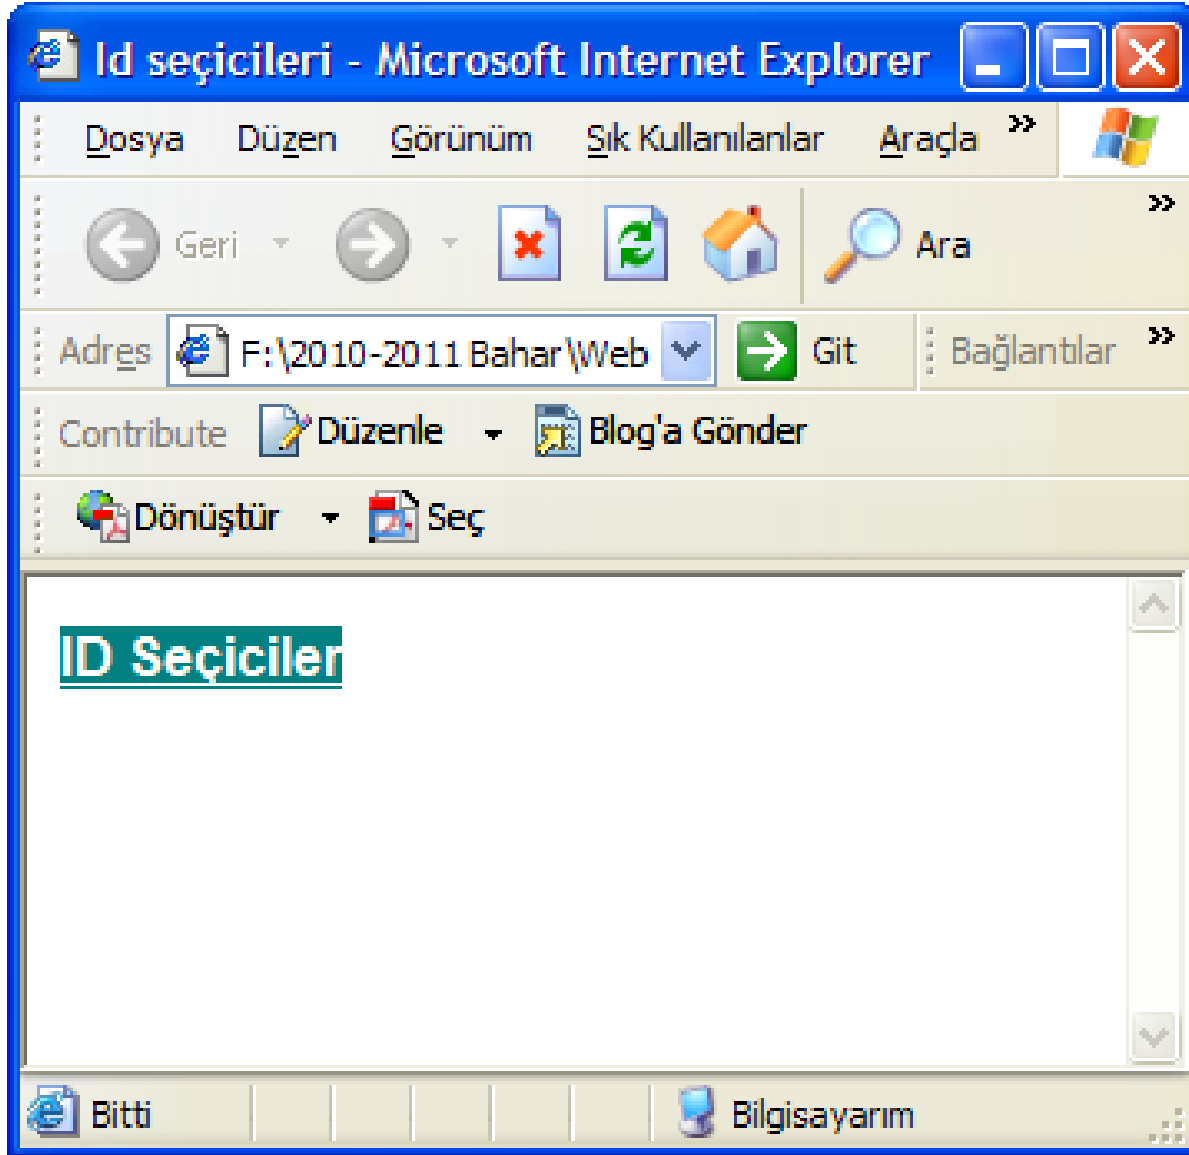 Id seçicileri - Microsoft Internet Explorer
Dosya Düzen Görünüm Sık Kullanılanlar Araçla »
Geri Ara »
Adres F:\2010-2011 Bahar\Web Git Bağlantılar »
Contribute Düzenle Blog'a Gönder
Dönüştür Seç
ID Seçiciler
Bitti Bilgisayarım